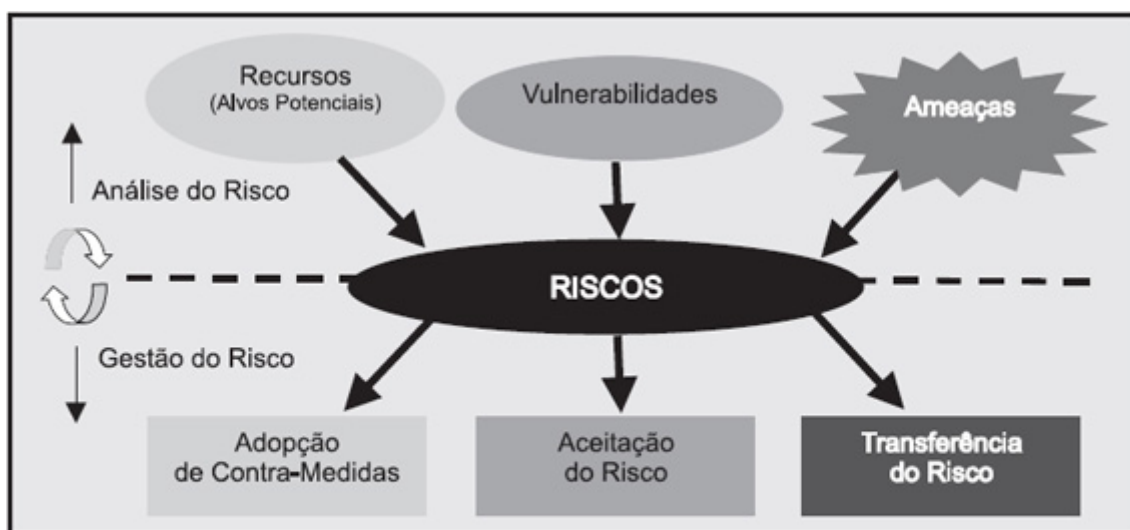 Recursos
(Alvos Potenciais)
Vulnerabilidades
Ameaças
Análise do Risco
RISCOS
Gestão do Risco
Adopção
de Contra-Medidas
Aceitação
do Risco
Transferência
do Risco